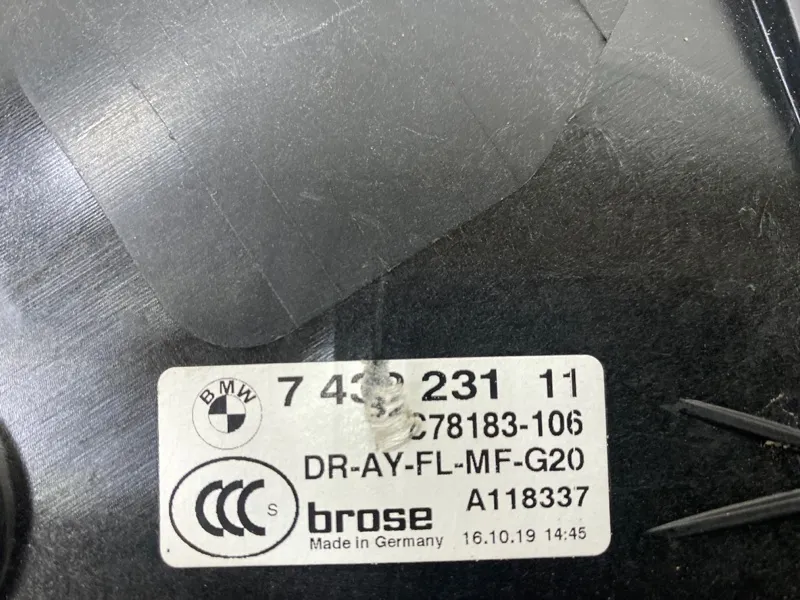 BMW
7 43 231 11
C78183-106
DR-AY-FL-MF-G20
CCC S
brose
A118337
Made in Germany
16.10.19 14:45